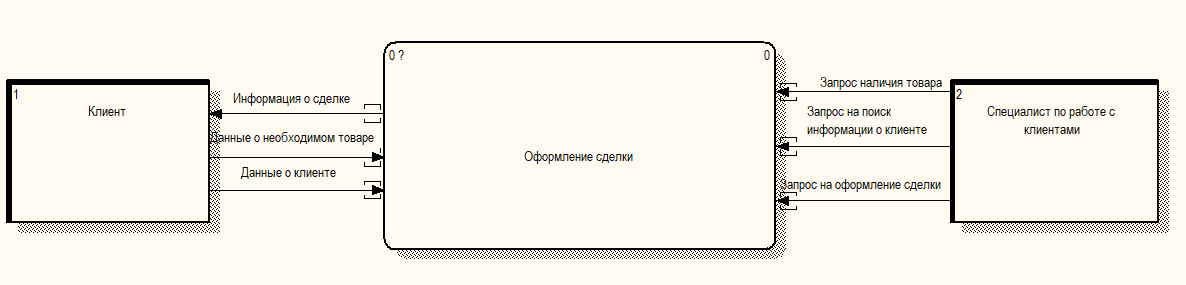 1
Клиент
Информация о сделке
Данные о необходимом товаре
Данные о клиенте
0 ?
0
Оформление сделки
Запрос наличия товара
Запрос на поиск
информации о клиенте
Запрос на оформление сделки
2
Специалист по работе с
клиентами